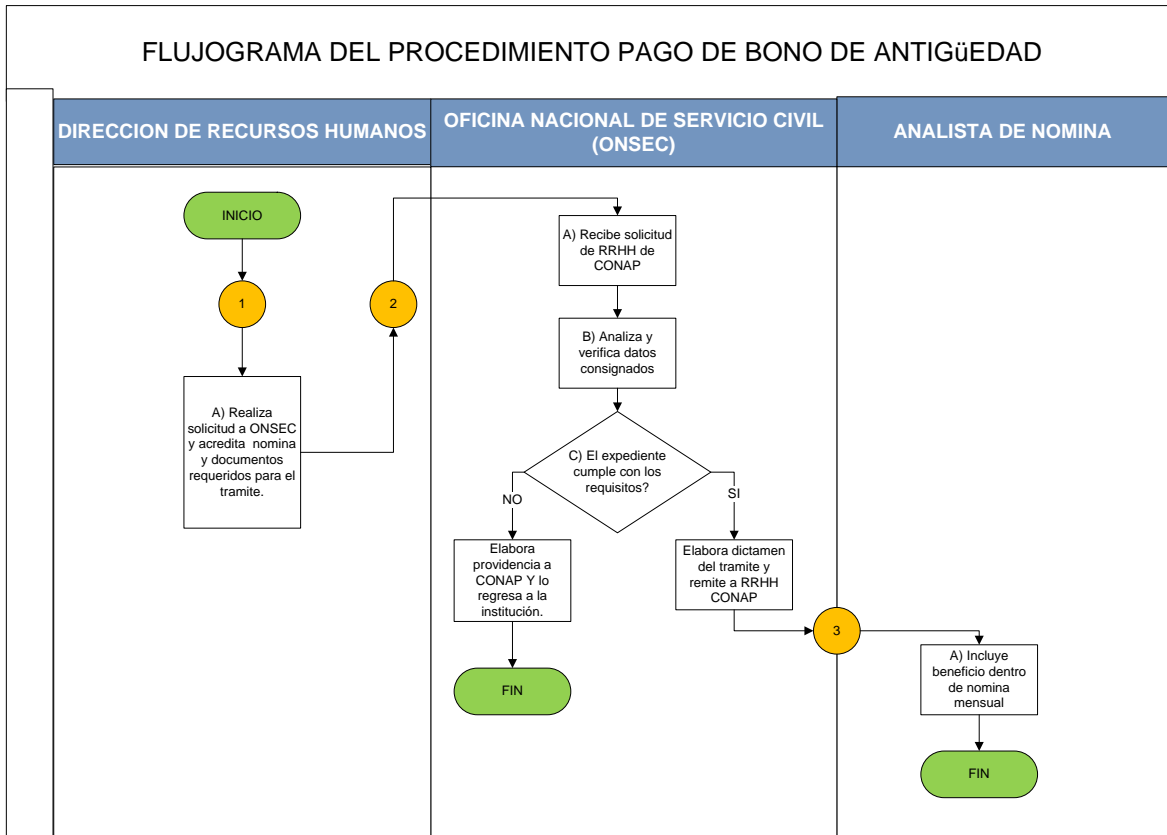 FLUJOGRAMA DEL PROCEDIMIENTO PAGO DE BONO DE ANTIGüEDAD
DIRECCION DE RECURSOS HUMANOS
OFICINA NACIONAL DE SERVICIO CIVIL
(ONSEC)
ANALISTA DE NOMINA
INICIO
1
A) Realiza
solicitud a ONSEC
y acredita nomina
y documentos
requeridos para el
tramite.
2
A) Recibe solicitud
de RRHH de
CONAP
B) Analiza y
verifica datos
consignados
C) El expediente
cumple con los
requisitos?
NO
SI
Elabora
providencia a
CONAP Y lo
regresa a la
institución.
FIN
Elabora dictamen
del tramite y
remite a RRHH
CONAP
3
A) Incluye
beneficio dentro
de nomina
mensual
FIN